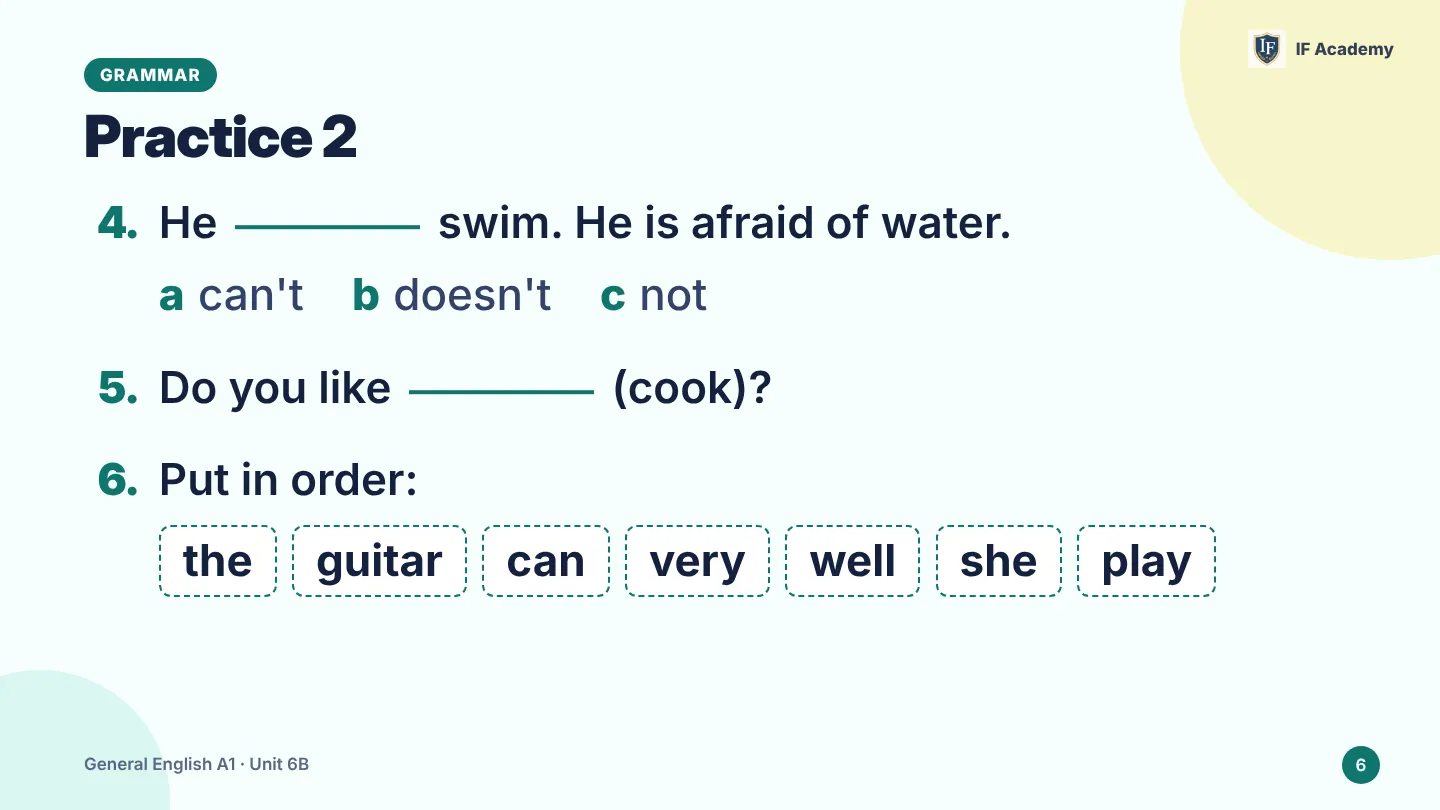 IF Academy
GRAMMAR
Practice 2
4. He ______ swim. He is afraid of water.
a can't b doesn't c not
5. Do you like ______ (cook)?
6. Put in order:
the guitar can very well she play
General English A1 · Unit 6B
6